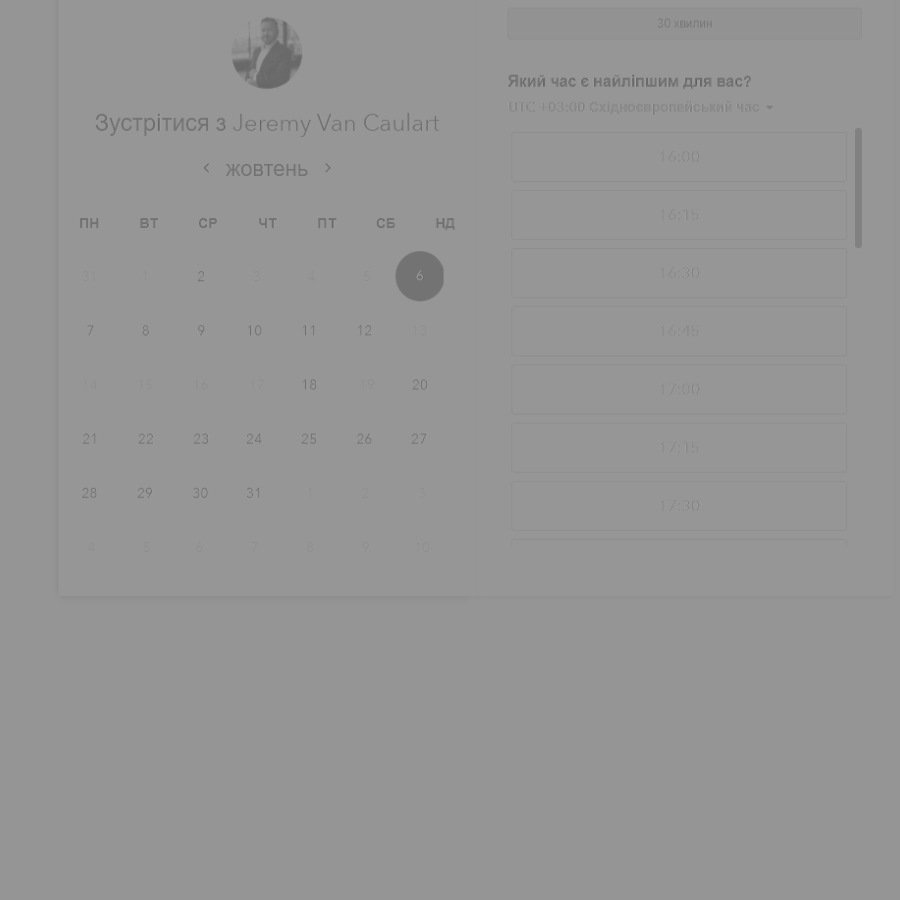 30 хвилин
Зустрітися з Jeremy Van Caulart
жовтень
ПН ВТ СР ЧТ ПТ СБ НД
31 1 2 3 4 5 6
7 8 9 10 11 12 13
14 15 16 17 18 19 20
21 22 23 24 25 26 27
28 29 30 31 1 2 3
4 5 6 7 8 9 10
Який час є найліпшим для вас?
UTC +03:00 Східноєвропейський час
16:00
16:15
16:30
16:45
17:00
17:15
17:30